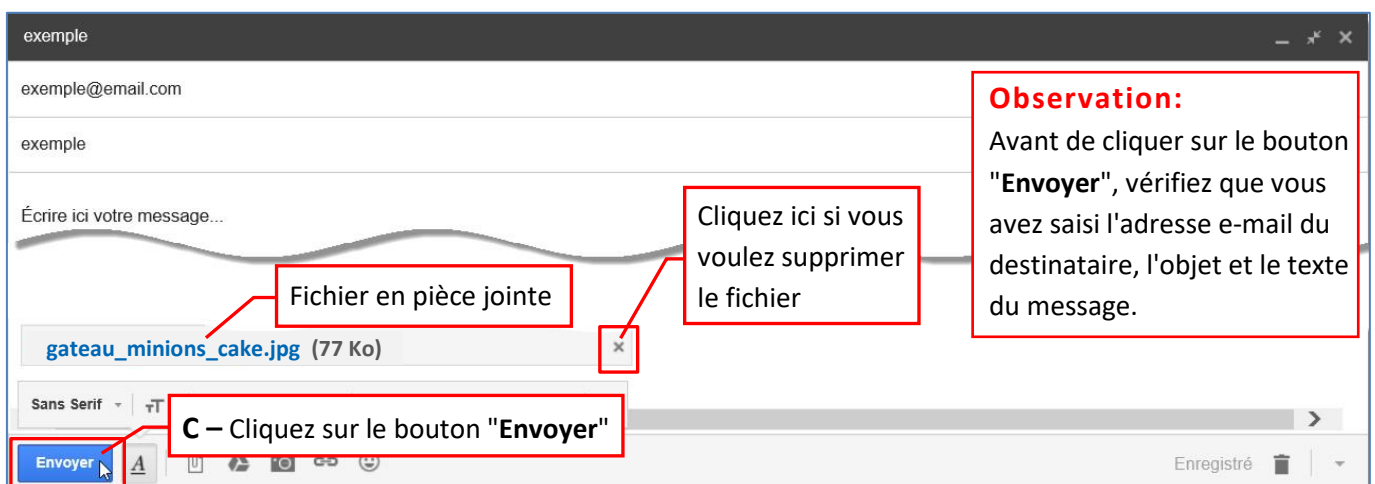 exemple
exemple@email.com
exemple
Écrire ici votre message...
Observation:
Avant de cliquer sur le bouton
"Envoyer", vérifiez que vous
avez saisi l'adresse e-mail du
destinataire, l'objet et le texte
du message.
Cliquez ici si vous
voulez supprimer
le fichier
Fichier en pièce jointe
gateau_minions_cake.jpg (77 Ko)
Sans Serif
C – Cliquez sur le bouton "Envoyer"
Envoyer
Enregistré